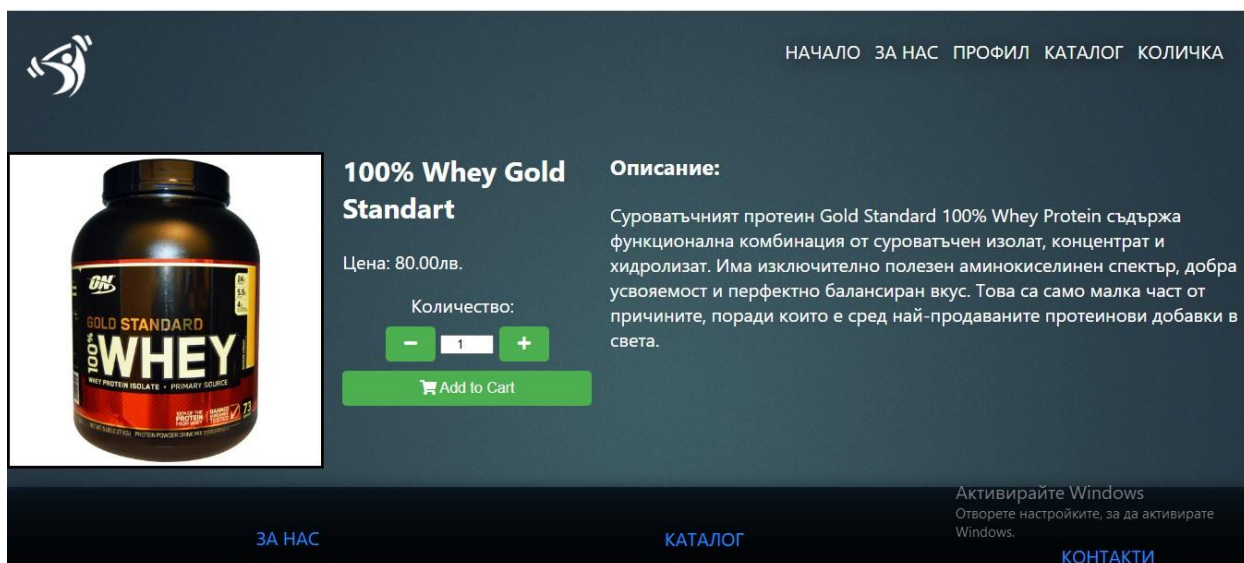 НАЧАЛО ЗА НАС ПРОФИЛ КАТАЛОГ КОЛИЧКА
100% Whey Gold
Standart
Цена: 80.00лв.
Количество:
1
Add to Cart
Описание:
Суроватъчният протеин Gold Standard 100% Whey Protein съдържа
функционална комбинация от суроватъчен изолат, концентрат и
хидролизат. Има изключително полезен аминокиселинен спектър, добра
усвояемост и перфектно балансиран вкус. Това са само малка част от
причините, поради които е сред най-продаваните протеинови добавки в
света.
ON
GOLD STANDARD
100%
WHEY
WHEY PROTEIN ISOLATE • PRIMARY SOURCE
73
Активирайте Windows
Отворете настройките, за да активирате
Windows.
ЗА НАС
КАТАЛОГ
КОНТАКТИ